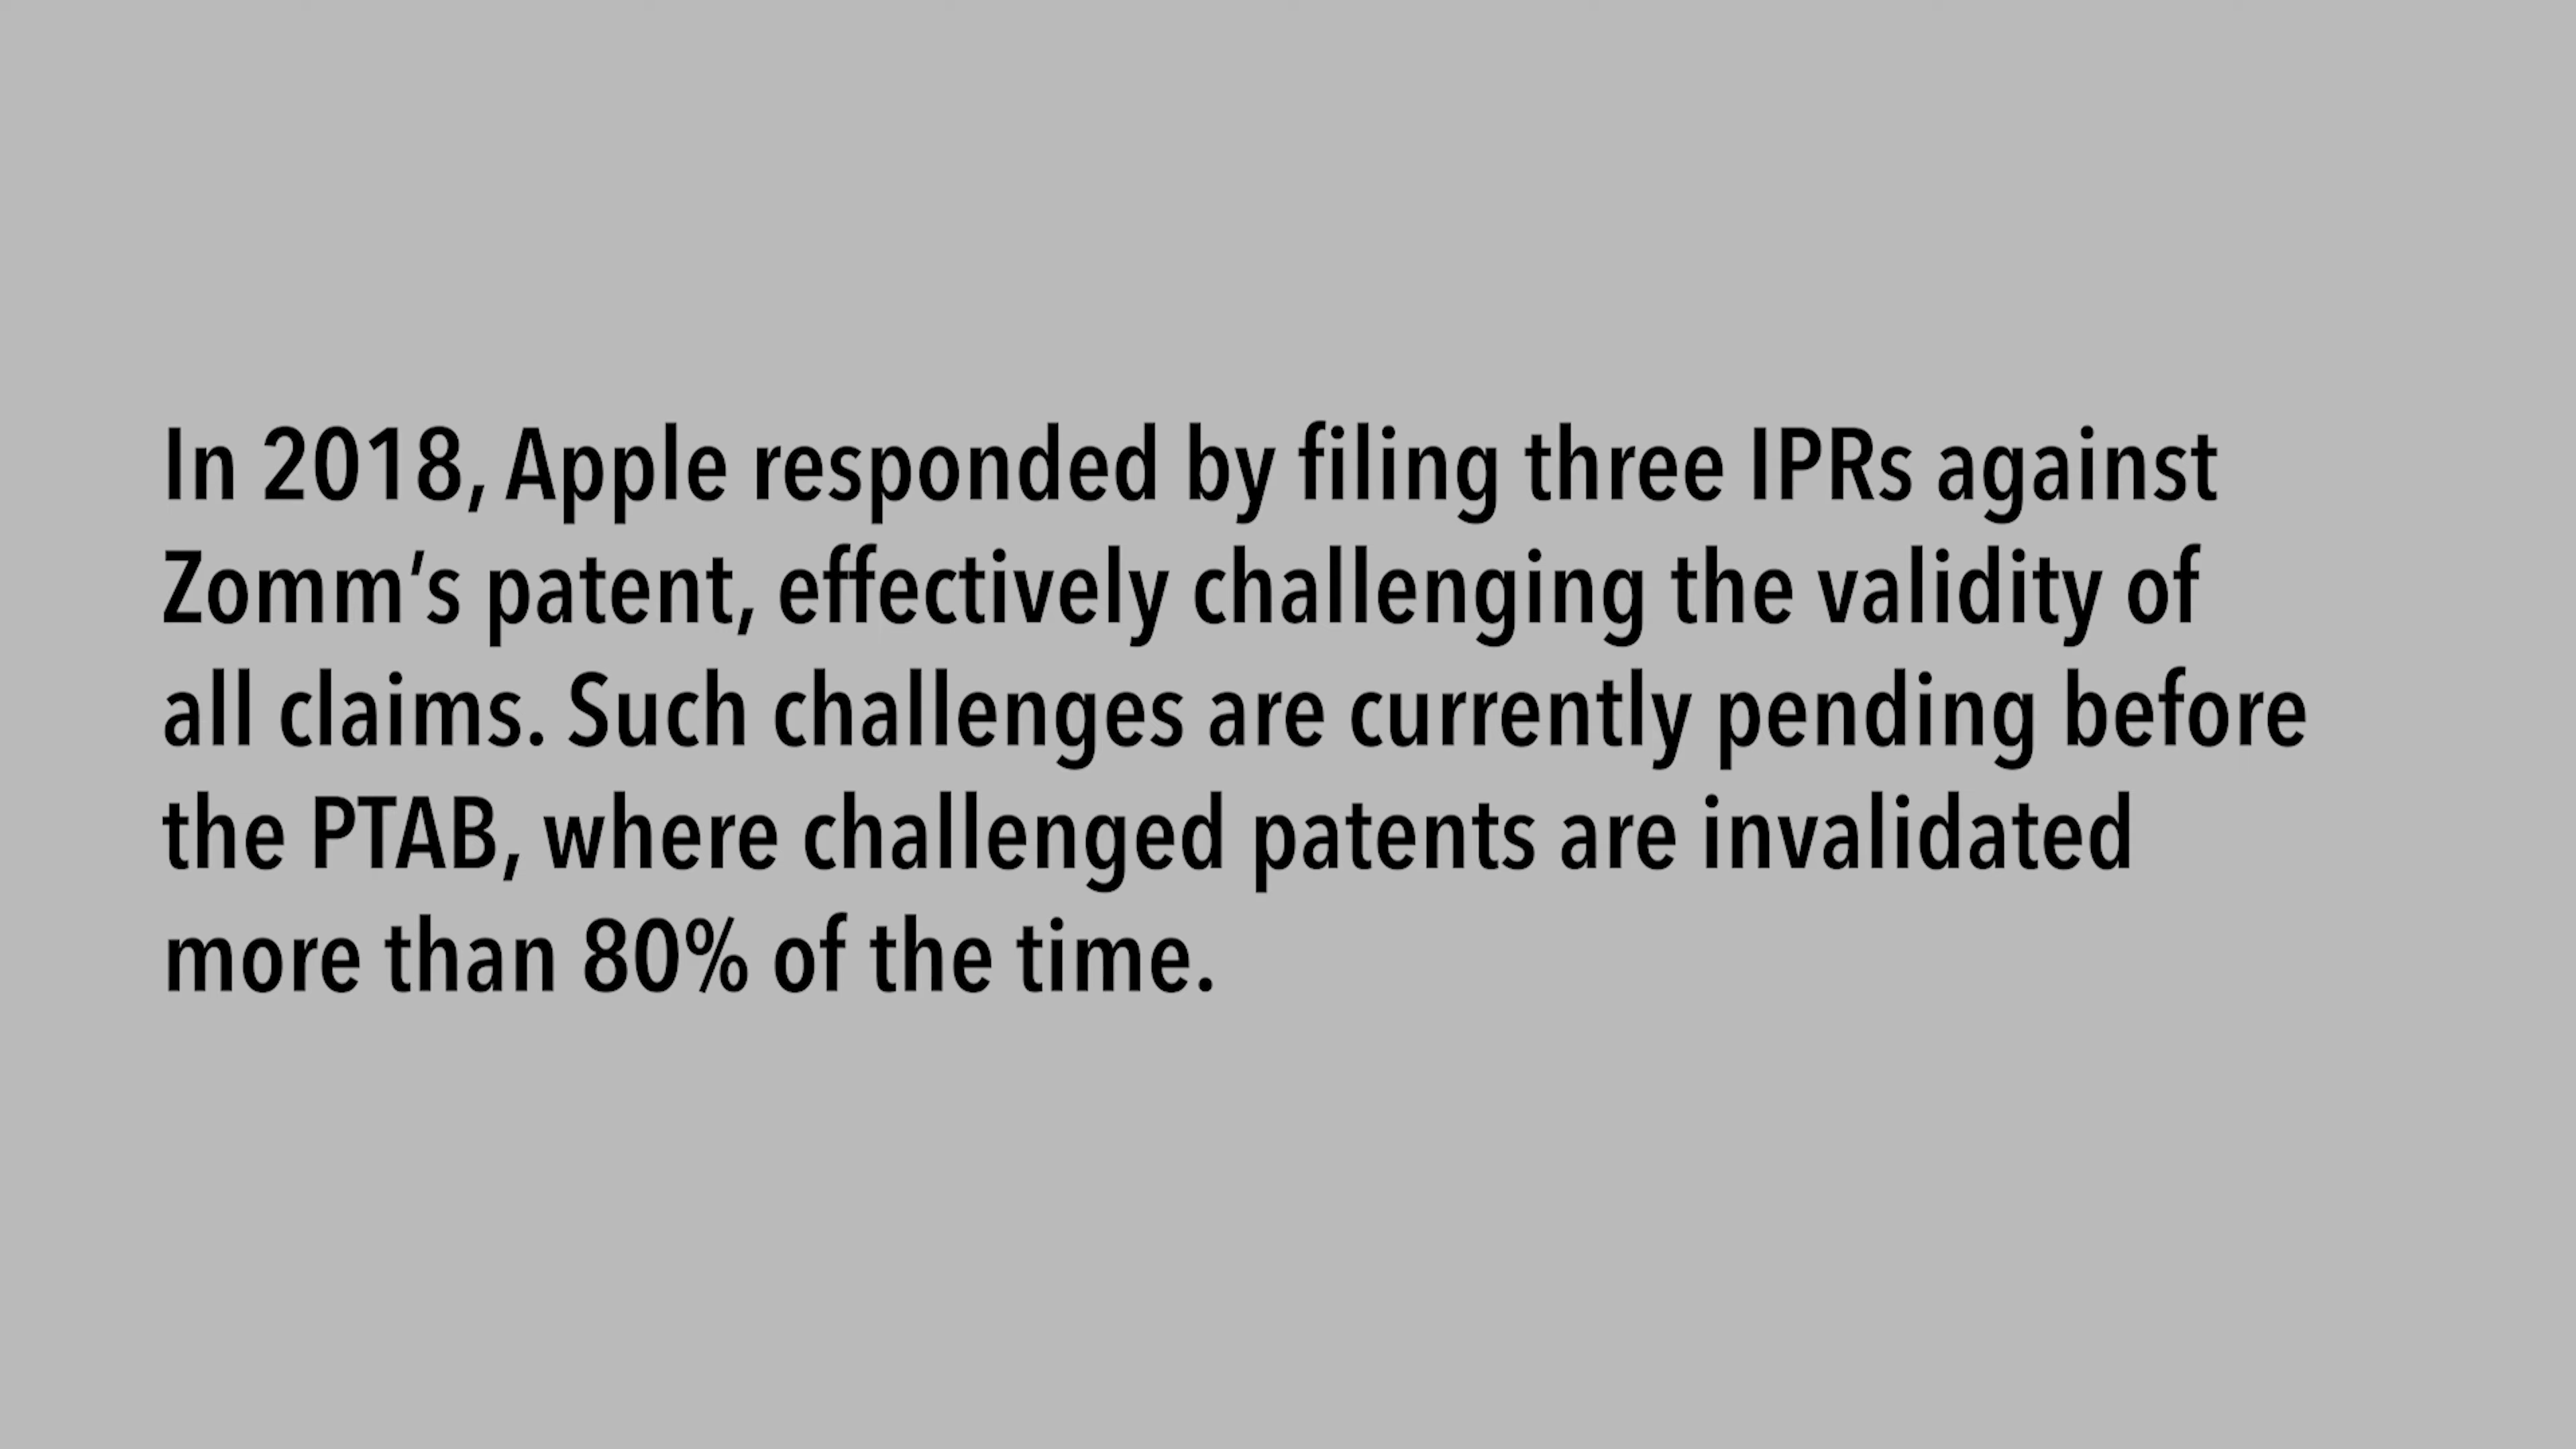 In 2018, Apple responded by filing three IPRs against
Zomm’s patent, effectively challenging the validity of
all claims. Such challenges are currently pending before
the PTAB, where challenged patents are invalidated
more than 80% of the time.